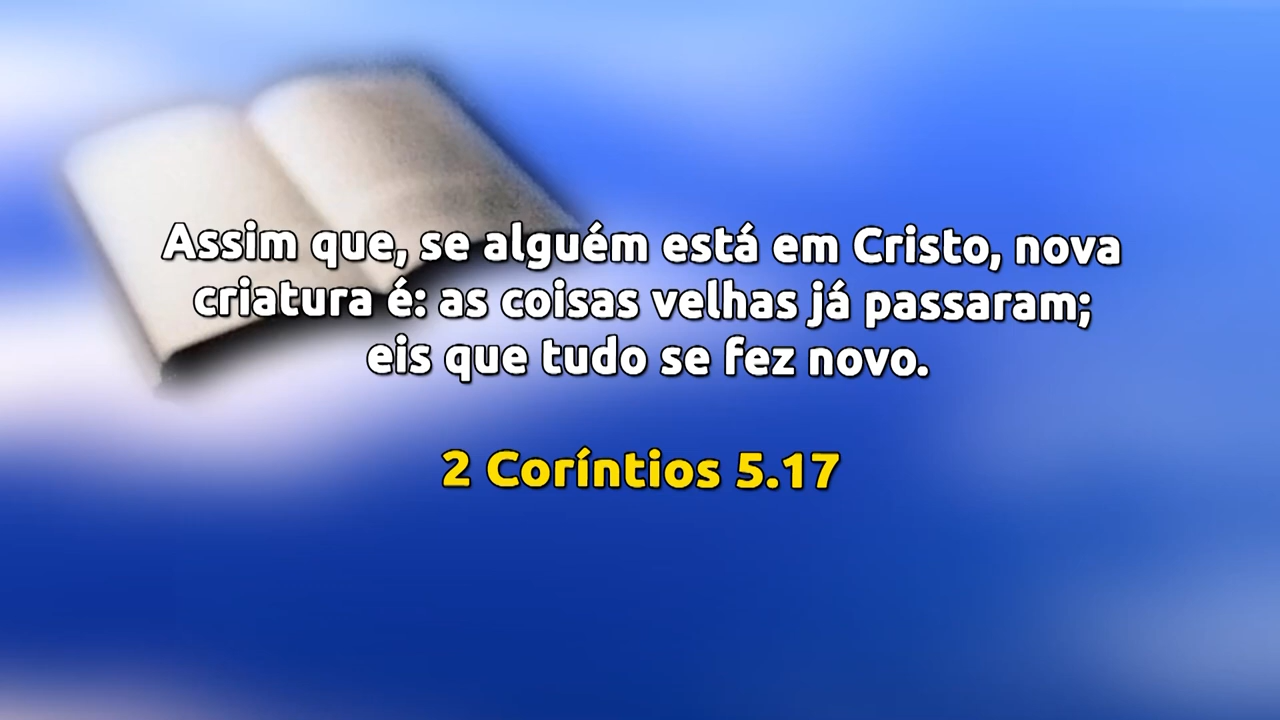 Assim que, se alguém está em Cristo, nova
criatura é: as coisas velhas já passaram;
eis que tudo se fez novo.
2 Coríntios 5.17